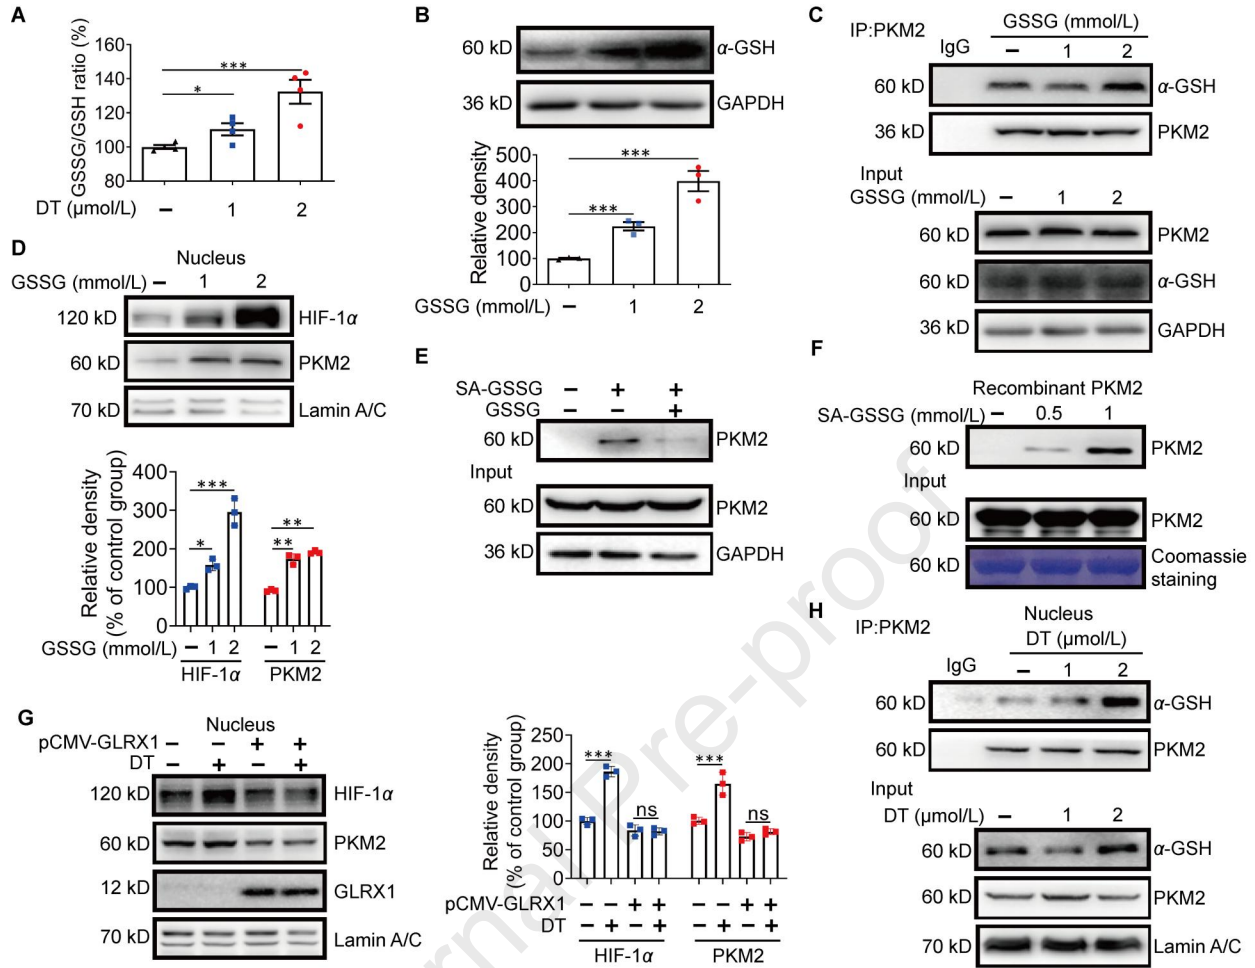 A
GSSG/GSH ratio (%)
160
140
120
100
80
***
*
DT (μmol/L)
– 1 2
B
60 kD α-GSH
36 kD GAPDH
Relative density
500
400
300
200
100
0
***
***
GSSG (mmol/L) – 1 2
C
IP:PKM2
GSSG (mmol/L)
IgG – 1 2
60 kD α-GSH
36 kD PKM2
Input
GSSG (mmol/L) – 1 2
60 kD PKM2
60 kD α-GSH
36 kD GAPDH
D
Nucleus
GSSG (mmol/L) – 1 2
120 kD HIF-1α
60 kD PKM2
70 kD Lamin A/C
Relative density
(% of control group)
400
300
200
100
0
***
*
**
**
GSSG (mmol/L) – 1 2 – 1 2
HIF-1α PKM2
E
SA-GSSG – + +
GSSG – – +
60 kD PKM2
Input
60 kD PKM2
36 kD GAPDH
F
Recombinant PKM2
SA-GSSG (mmol/L) – 0.5 1
60 kD PKM2
Input
60 kD PKM2
60 kD Coomassie
staining
G
Nucleus
pCMV-GLRX1 – – + +
DT – + – +
120 kD HIF-1α
60 kD PKM2
12 kD GLRX1
70 kD Lamin A/C
Relative density
(% of control group)
250
200
150
100
50
0
*** ns *** ns
pCMV-GLRX1 – – + + – – + +
DT – + – + – + – +
HIF-1α PKM2
H
IP:PKM2
Nucleus
DT (μmol/L)
IgG – 1 2
60 kD α-GSH
60 kD PKM2
Input
DT (μmol/L) – 1 2
60 kD α-GSH
60 kD PKM2
70 kD Lamin A/C
rnal Pre-proof